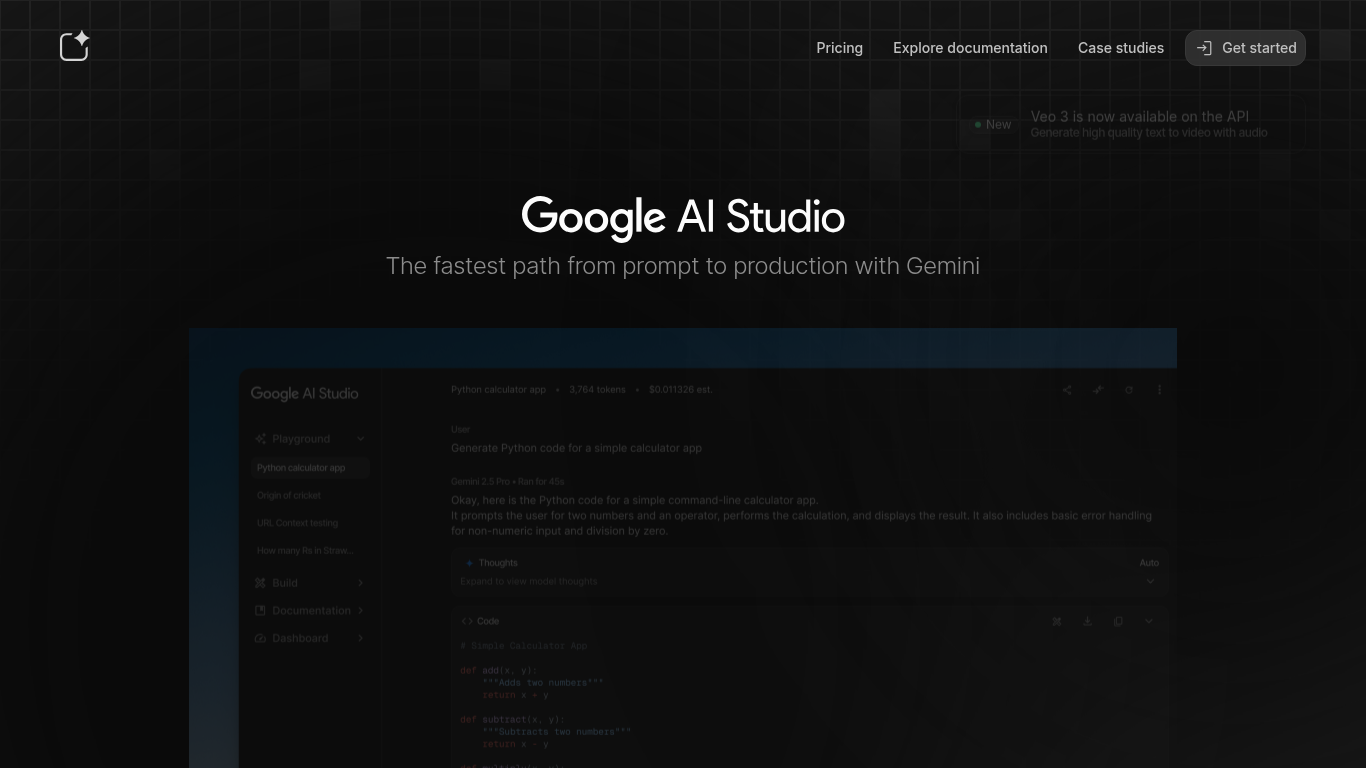 Pricing
Explore documentation
Case studies
Get started
New
Veo 3 is now available on the API
Generate high quality text to video with audio
Google AI Studio
The fastest path from prompt to production with Gemini
Google AI Studio
Playground
Python calculator app
Origin of cricket
URL Context testing
How many Rs in Straw...
Build
Documentation
Dashboard
Python calculator app • 3,764 tokens • $0.011326 est.
User
Generate Python code for a simple calculator app
Gemini 2.5 Pro • Ran for 45s
Okay, here is the Python code for a simple command-line calculator app.
It prompts the user for two numbers and an operator, performs the calculation, and displays the result. It also includes basic error handling
for non-numeric input and division by zero.
Thoughts
Auto
Expand to view model thoughts
<> Code
# Simple Calculator App
def add(x, y):
"""Adds two numbers"""
return x + y
def subtract(x, y):
"""Subtracts two numbers"""
return x - y
def multiply(x, y):